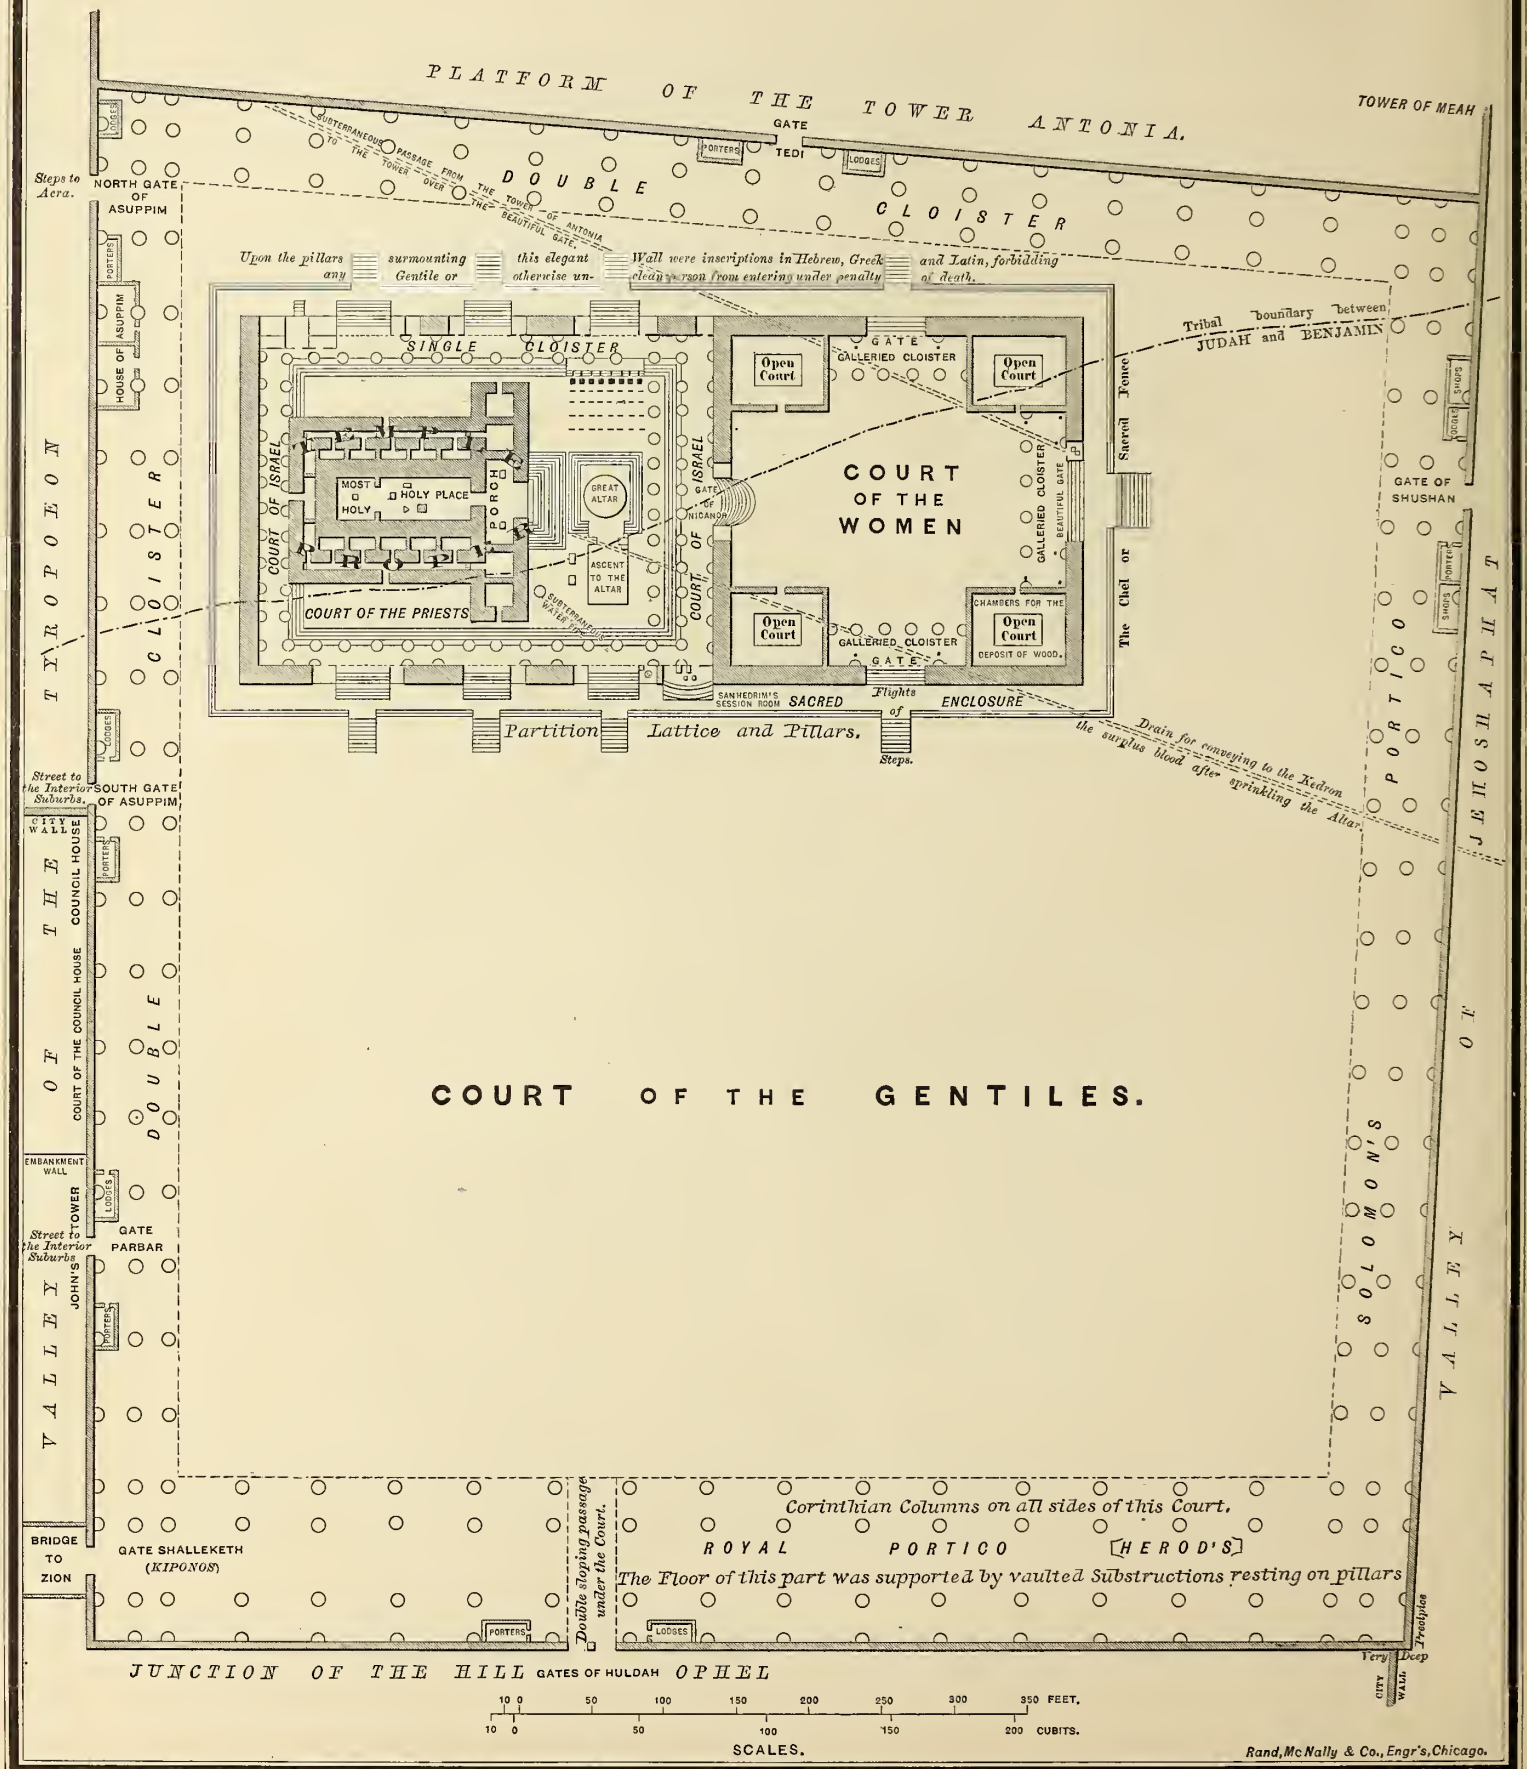 PLATFORM OF THE TOWER ANTONIA.
TOWER OF MEAH
GATE
TEDI
LODGES
PORTERS
LODGES
Steps to
Acra.
NORTH GATE
OF
ASUPPIM
SUBTERRANEOUS PASSAGE FROM THE TOWER OF ANTONIA
TO THE TOWER OVER THE BEAUTIFUL GATE.
DOUBLE CLOISTER
PORTERS
HOUSE OF ASUPPIM
Upon the pillars surmounting this elegant Wall were inscriptions in Hebrew, Greek and Latin, forbidding
any Gentile or otherwise un- clean person from entering under penalty of death.
Tribal boundary between
JUDAH and BENJAMIN
SINGLE CLOISTER
GATE
GALLERIED CLOISTER
Open
Court
Open
Court
SHOPS
LODGES
The Chel or Sacred Fence
COURT OF ISRAEL
TEMPLE
MOST
HOLY
HOLY PLACE
PORCH
PROPER
GREAT
ALTAR
ASCENT
TO THE
ALTAR
COURT OF ISRAEL
GATE
OF
NICANOR
COURT
OF THE
WOMEN
GALLERIED CLOISTER
BEAUTIFUL GATE
GATE OF
SHUSHAN
PORTER
SHOPS
COURT OF THE PRIESTS
SUBTERRANEOUS
WATER PIPE
Open
Court
GALLERIED CLOISTER
GATE
CHAMBERS FOR THE
Open
Court
DEPOSIT OF WOOD.
SANHEDRIM'S
SESSION ROOM
SACRED ENCLOSURE
Flights
of
Steps.
Partition Lattice and Pillars.
Drain for conveying to the Kedron
the surplus blood after sprinkling the Altar.
LODGES
Street to
the Interior
Suburbs.
SOUTH GATE
OF ASUPPIM
CITY
WALL
COUNCIL HOUSE
COURT OF THE COUNCIL HOUSE
PORTERS
DOUBLE CLOISTER
VALLEY OF THE TYROPOEON
COURT OF THE GENTILES.
SOLOMON'S PORTICO
VALLEY OF JEHOSHAPHAT
EMBANKMENT
WALL
JOHN'S TOWER
LODGES
Street to
the Interior
Suburbs
GATE
PARBAR
PORTERS
BRIDGE
TO
ZION
GATE SHALLEKETH
(KIPONOS)
Double sloping passage
under the Court.
Corinthian Columns on all sides of this Court.
ROYAL PORTICO [HEROD'S]
The Floor of this part was supported by vaulted Substructions resting on pillars
PORTERS
LODGES
Precipice
Very Deep
CITY WALL
JUNCTION OF THE HILL GATES OF HULDAH OPHEL
10 0 50 100 150 200 250 300 350 FEET.
10 0 50 100 150 200 CUBITS.
SCALES.
Rand, McNally & Co., Engr's, Chicago.